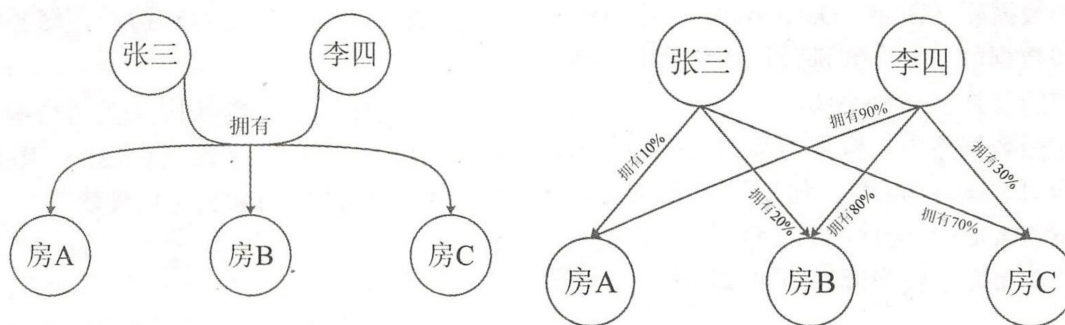 张三
李四
拥有
房A
房B
房C
张三
李四
拥有90%
拥有10%
拥有30%
拥有20%
拥有80%
拥有70%
房A
房B
房C